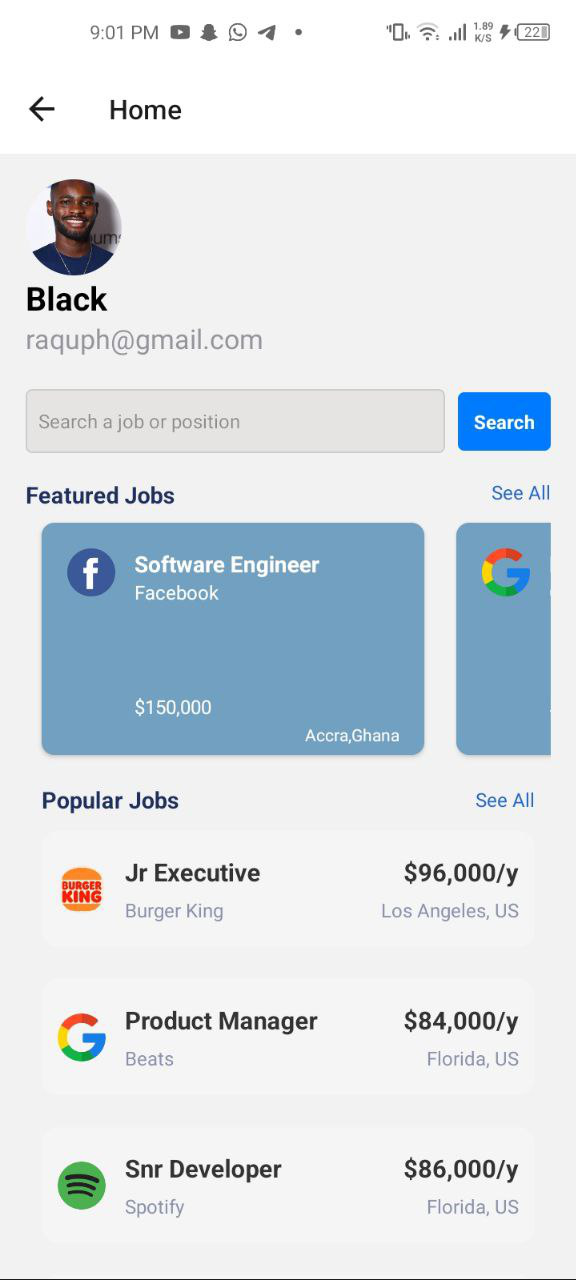 9:01 PM
1.89
K/S
22
Home
Black
raquph@gmail.com
Search a job or position
Search
Featured Jobs
See All
Software Engineer
Facebook
$150,000
Accra,Ghana
Popular Jobs
See All
BURGER
KING
Jr Executive
$96,000/y
Burger King
Los Angeles, US
Product Manager
$84,000/y
Beats
Florida, US
Snr Developer
$86,000/y
Spotify
Florida, US